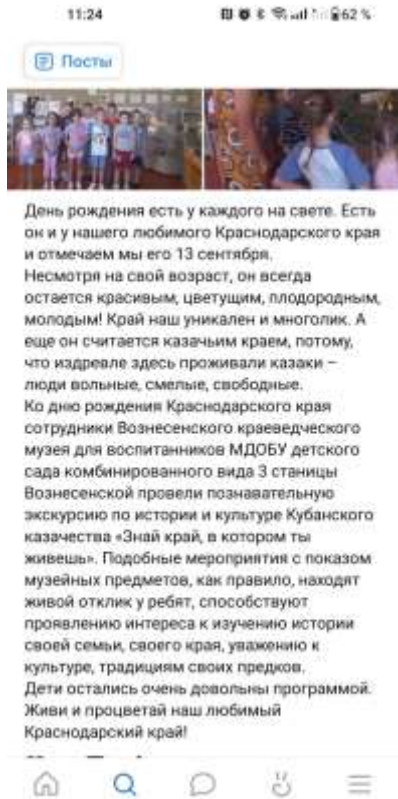 11:24
62 %
Посты
День рождения есть у каждого на свете. Есть
он и у нашего любимого Краснодарского края
и отмечаем мы его 13 сентября.
Несмотря на свой возраст, он всегда
остается красивым, цветущим, плодородным,
молодым! Край наш уникален и многолик. А
еще он считается казачьим краем, потому,
что издревле здесь проживали казаки –
люди вольные, смелые, свободные.
Ко дню рождения Краснодарского края
сотрудники Вознесенского краеведческого
музея для воспитанников МДОБУ детского
сада комбинированного вида 3 станицы
Вознесенской провели познавательную
экскурсию по истории и культуре Кубанского
казачества «Знай край, в котором ты
живешь». Подобные мероприятия с показом
музейных предметов, как правило, находят
живой отклик у ребят, способствуют
проявлению интереса к изучению истории
своей семьи, своего края, уважению к
культуре, традициям своих предков.
Дети остались очень довольны программой.
Живи и процветай наш любимый
Краснодарский край!